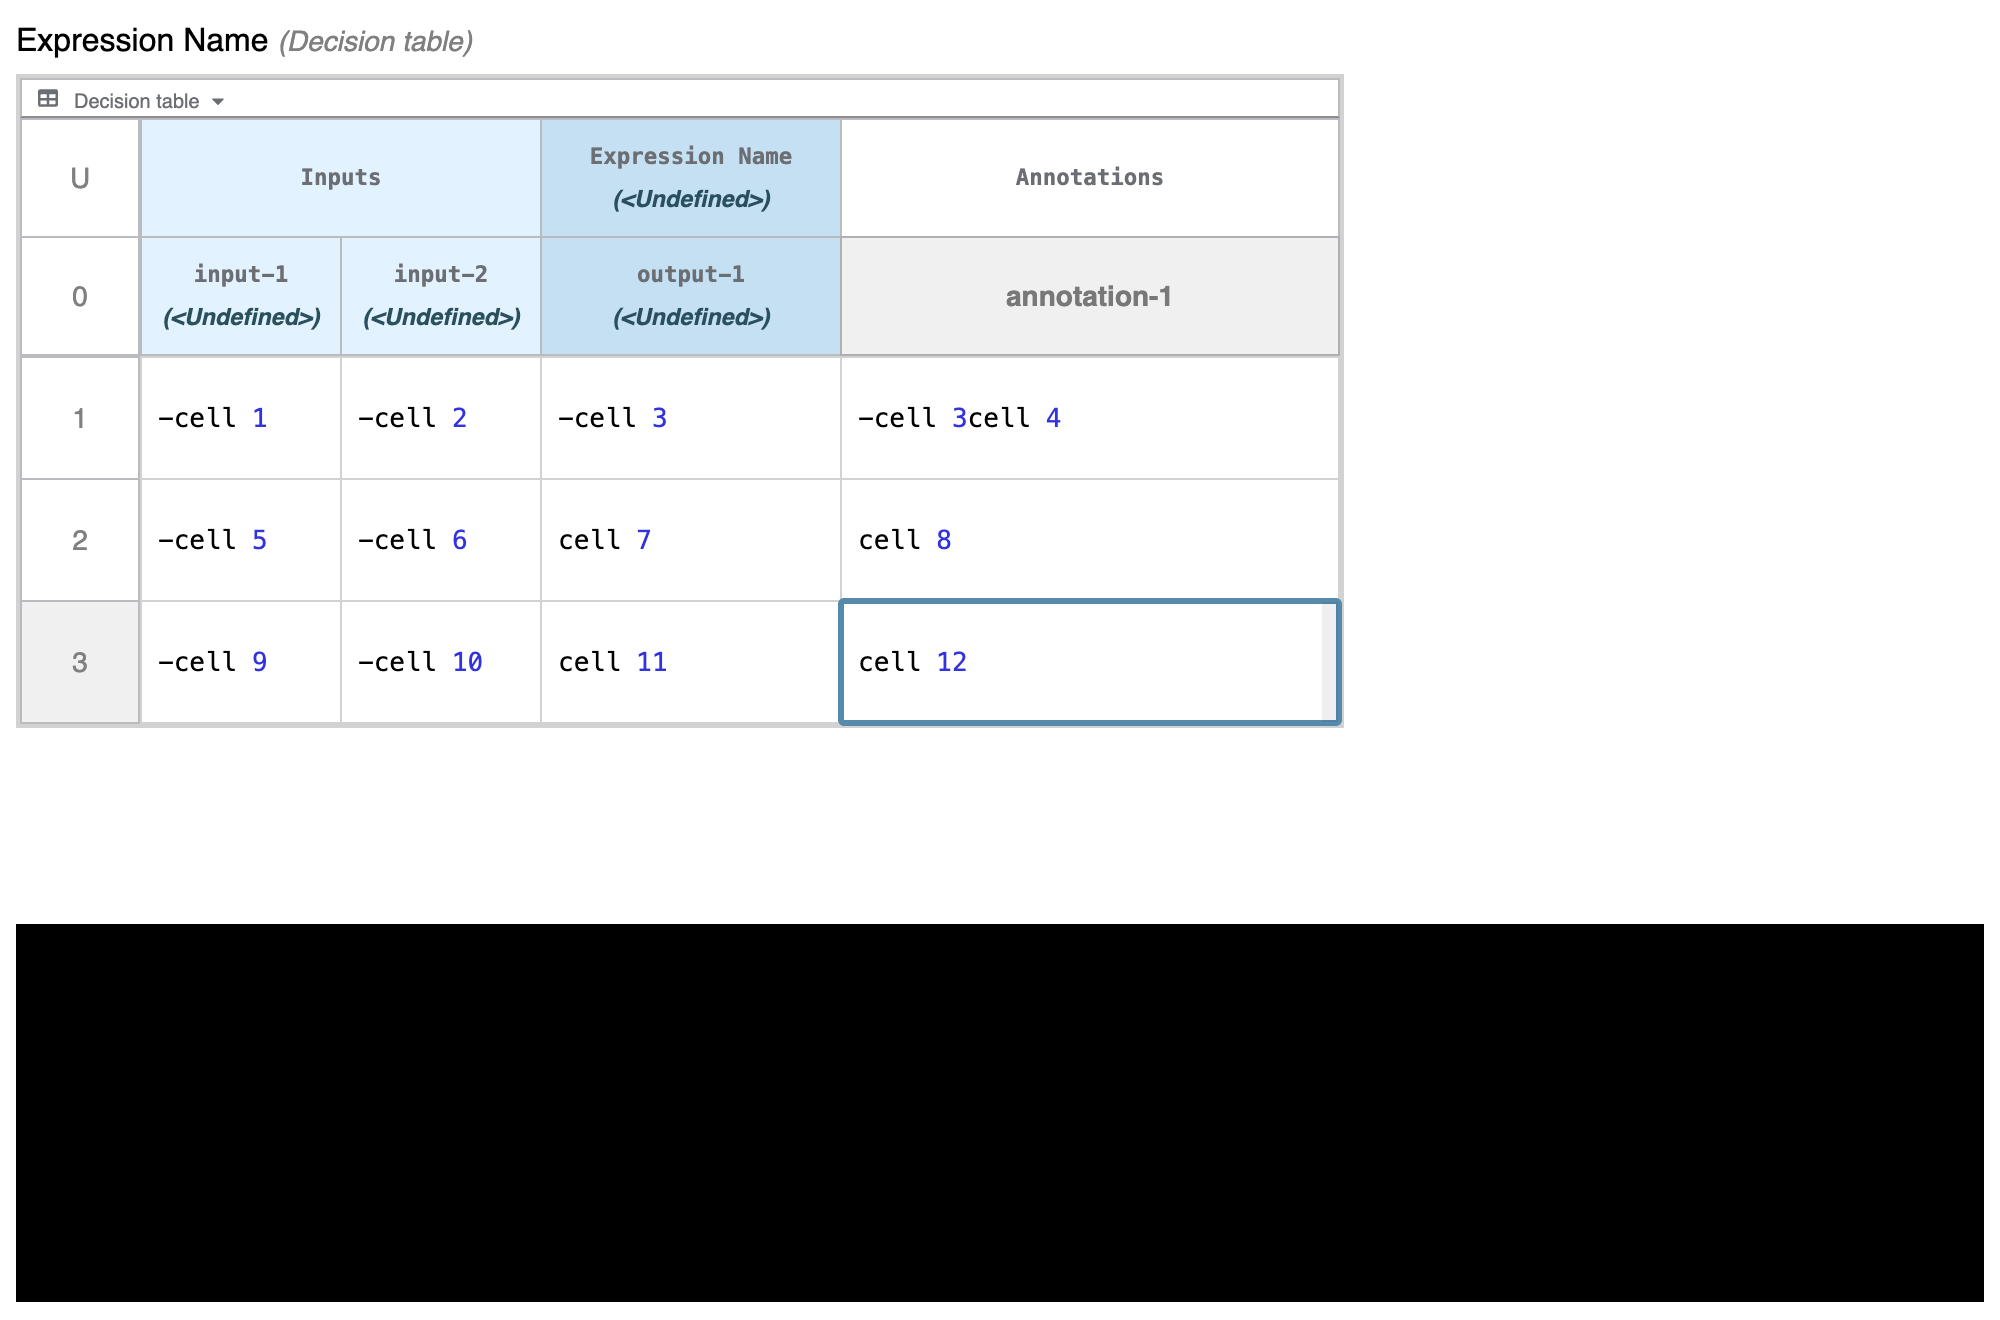 Expression Name (Decision table)
Decision table
U Inputs Expression Name Annotations
(<Undefined>)
0 input-1 input-2 output-1 annotation-1
(<Undefined>) (<Undefined>) (<Undefined>)
1 -cell 1 -cell 2 -cell 3 -cell 3cell 4
2 -cell 5 -cell 6 cell 7 cell 8
3 -cell 9 -cell 10 cell 11 cell 12